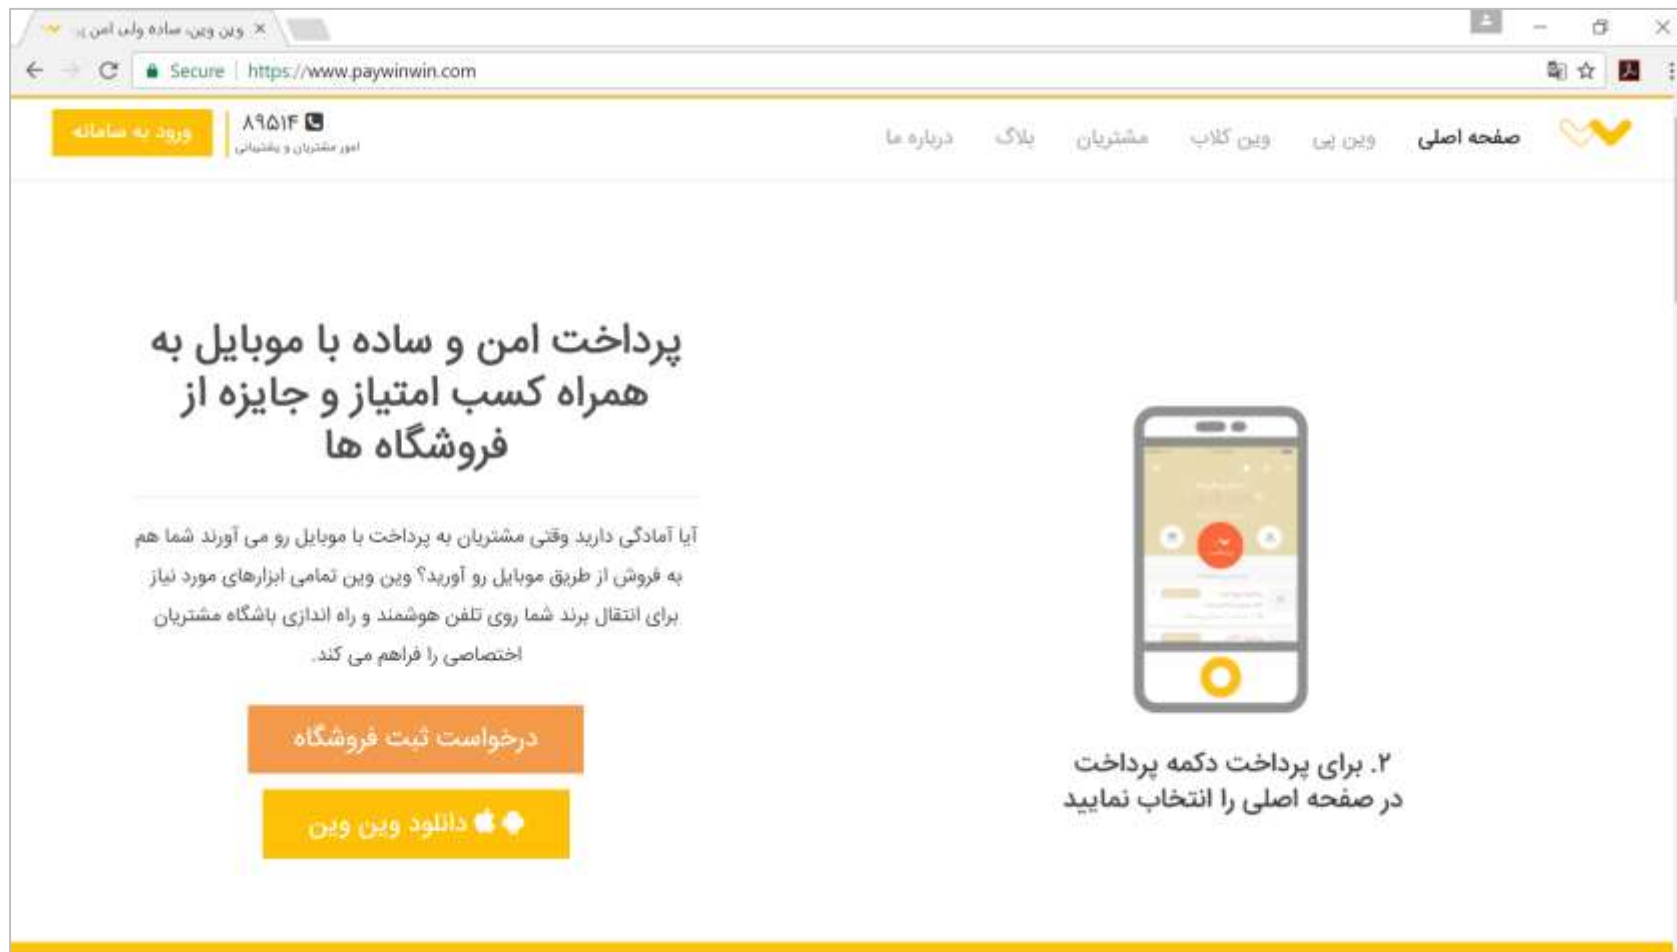 وین وین، ساده ولی امن
Secure | https://www.paywinwin.com
صفحه اصلی
وین پی
وین کلاب
مشتریان
بلاگ
درباره ما
۸۹۵۱۴
امور مشتریان و پشتیبانی
ورود به سامانه
پرداخت امن و ساده با موبایل به
همراه کسب امتیاز و جایزه از
فروشگاه ها
آیا آمادگی دارید وقتی مشتریان به پرداخت با موبایل رو می آورند شما هم
به فروش از طریق موبایل رو آورید؟ وین وین تمامی ابزارهای مورد نیاز
برای انتقال برند شما روی تلفن هوشمند و راه اندازی باشگاه مشتریان
اختصاصی را فراهم می کند.
درخواست ثبت فروشگاه
دانلود وین وین
۲. برای پرداخت دکمه پرداخت
در صفحه اصلی را انتخاب نمایید